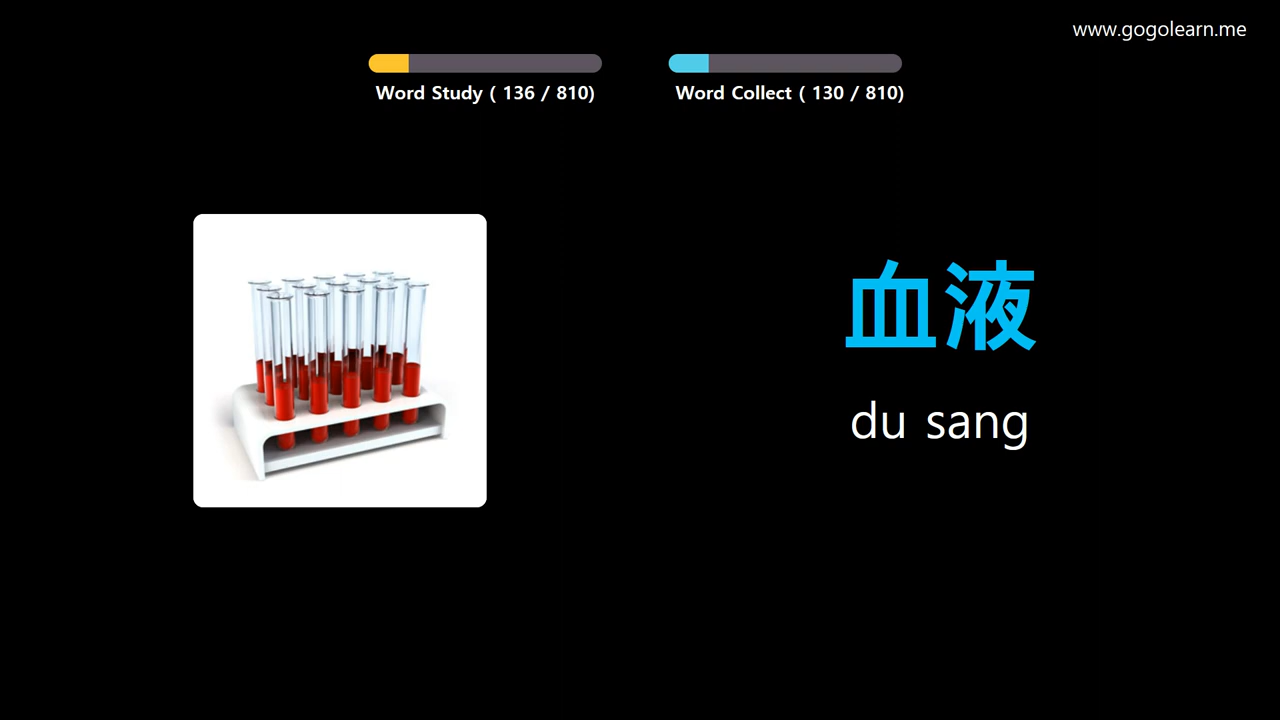 www.gogolearn.me
Word Study ( 136 / 810)
Word Collect ( 130 / 810)
血液
du sang